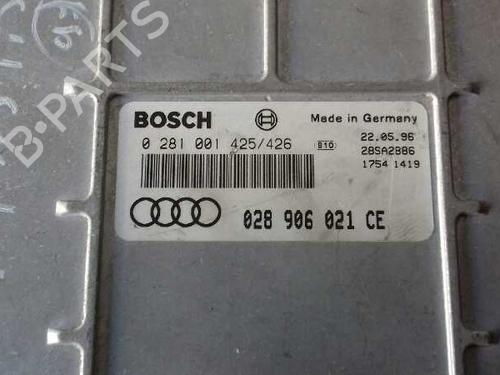 B-PARTS
BOSCH
Made in Germany
0 281 001 425/426
910
22.05.96
28SA2886
1754 1419
028 906 021 CE